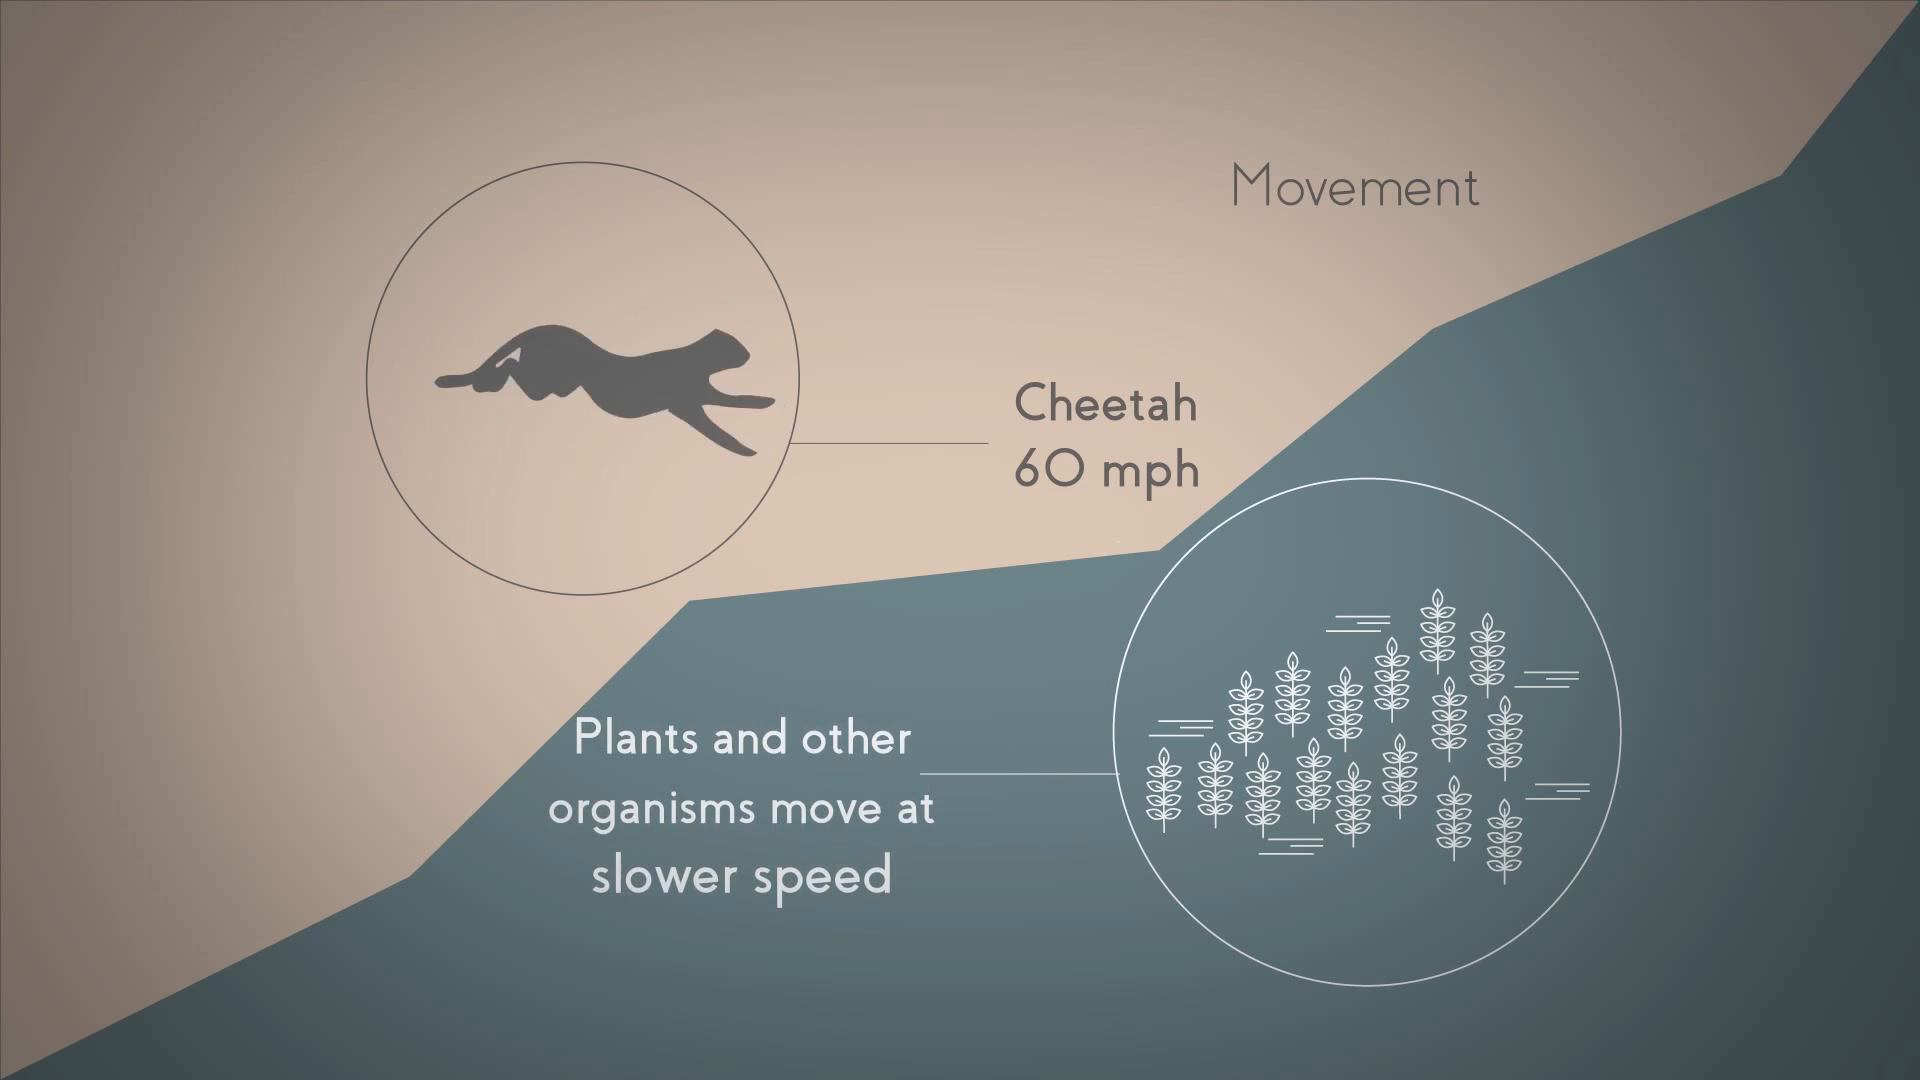 Movement
Cheetah
60 mph
Plants and other
organisms move at
slower speed